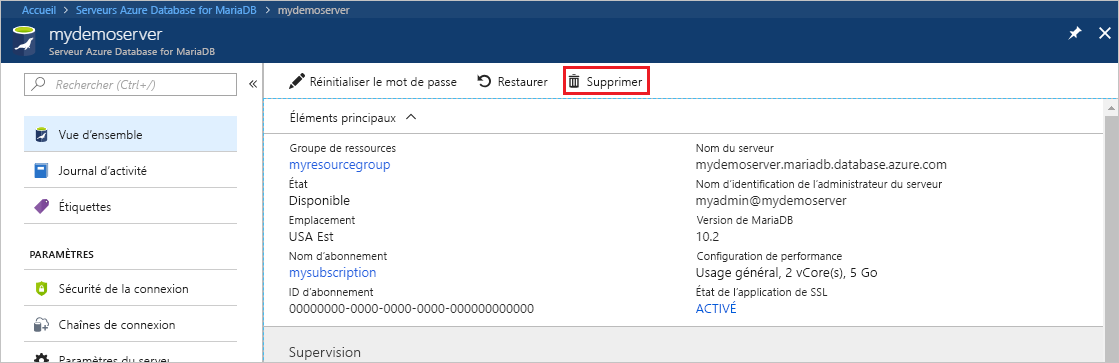 Accueil > Serveurs Azure Database for MariaDB > mydemoserver
mydemoserver
Serveur Azure Database for MariaDB
Rechercher (Ctrl+/)
«
Vue d'ensemble
Journal d'activité
Étiquettes
PARAMÈTRES
Sécurité de la connexion
Chaînes de connexion
Paramètres du serveur
Réinitialiser le mot de passe
Restaurer
Supprimer
Éléments principaux
Groupe de ressources
myresourcegroup
État
Disponible
Emplacement
USA Est
Nom d'abonnement
mysubscription
ID d'abonnement
00000000-0000-0000-0000-000000000000
Nom du serveur
mydemoserver.mariadb.database.azure.com
Nom d'identification de l'administrateur du serveur
myadmin@mydemoserver
Version de MariaDB
10.2
Configuration de performance
Usage général, 2 vCore(s), 5 Go
État de l'application de SSL
ACTIVÉ
Supervision